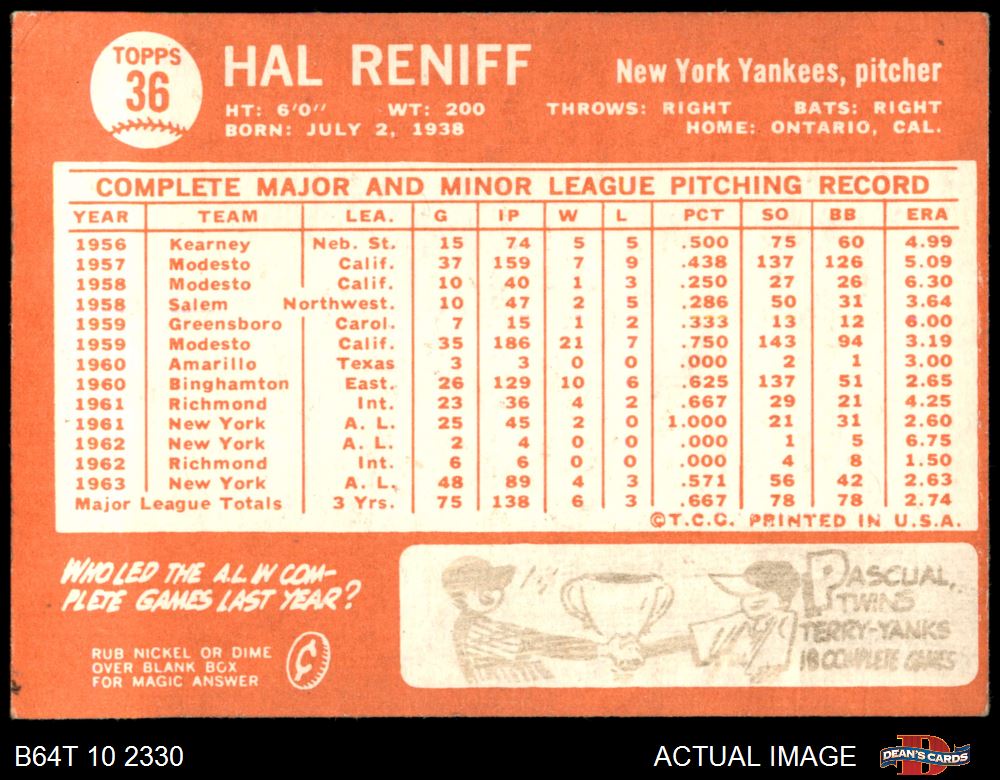 TOPPS
36
HAL RENIFF
New York Yankees, pitcher
HT: 6'0" WT: 200 THROWS: RIGHT BATS: RIGHT
BORN: JULY 2, 1938 HOME: ONTARIO, CAL.
COMPLETE MAJOR AND MINOR LEAGUE PITCHING RECORD
YEAR TEAM LEA. G IP W L PCT SO BB ERA
1956 Kearney Neb. St. 15 74 5 5 .500 75 60 4.99
1957 Modesto Calif. 37 159 7 9 .438 137 126 5.09
1958 Modesto Calif. 10 40 1 3 .250 27 26 6.30
1958 Salem Northwest. 10 47 2 5 .286 50 31 3.64
1959 Greensboro Carol. 7 15 1 2 .333 13 12 6.00
1959 Modesto Calif. 35 186 21 7 .750 143 94 3.19
1960 Amarillo Texas 3 3 0 0 .000 2 1 3.00
1960 Binghamton East. 26 129 10 6 .625 137 51 2.65
1961 Richmond Int. 23 36 4 2 .667 29 21 4.25
1961 New York A. L. 25 45 2 0 1.000 21 31 2.60
1962 New York A. L. 2 4 0 0 .000 1 5 6.75
1962 Richmond Int. 6 6 0 0 .000 4 8 1.50
1963 New York A. L. 48 89 4 3 .571 56 42 2.63
Major League Totals 3 Yrs. 75 138 6 3 .667 78 78 2.74
©T.C.G. PRINTED IN U.S.A.
WHO LED THE A.L IN COM-
PLETE GAMES LAST YEAR?
RUB NICKEL OR DIME
OVER BLANK BOX
FOR MAGIC ANSWER
PASCUAL,
TWINS
TERRY-YANKS
18 COMPLETE GAMES
B64T 10 2330
ACTUAL IMAGE
DEAN'S CARDS